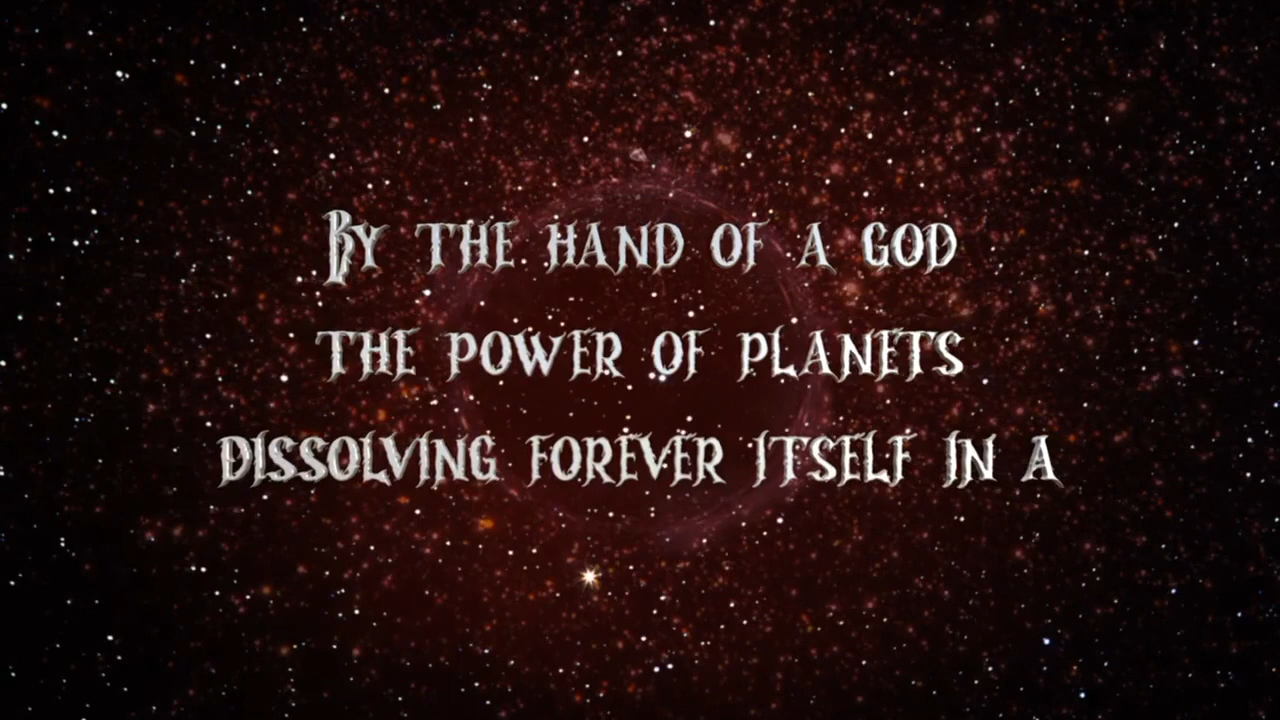 By the hand of a god
the power of planets
dissolving forever itself in a